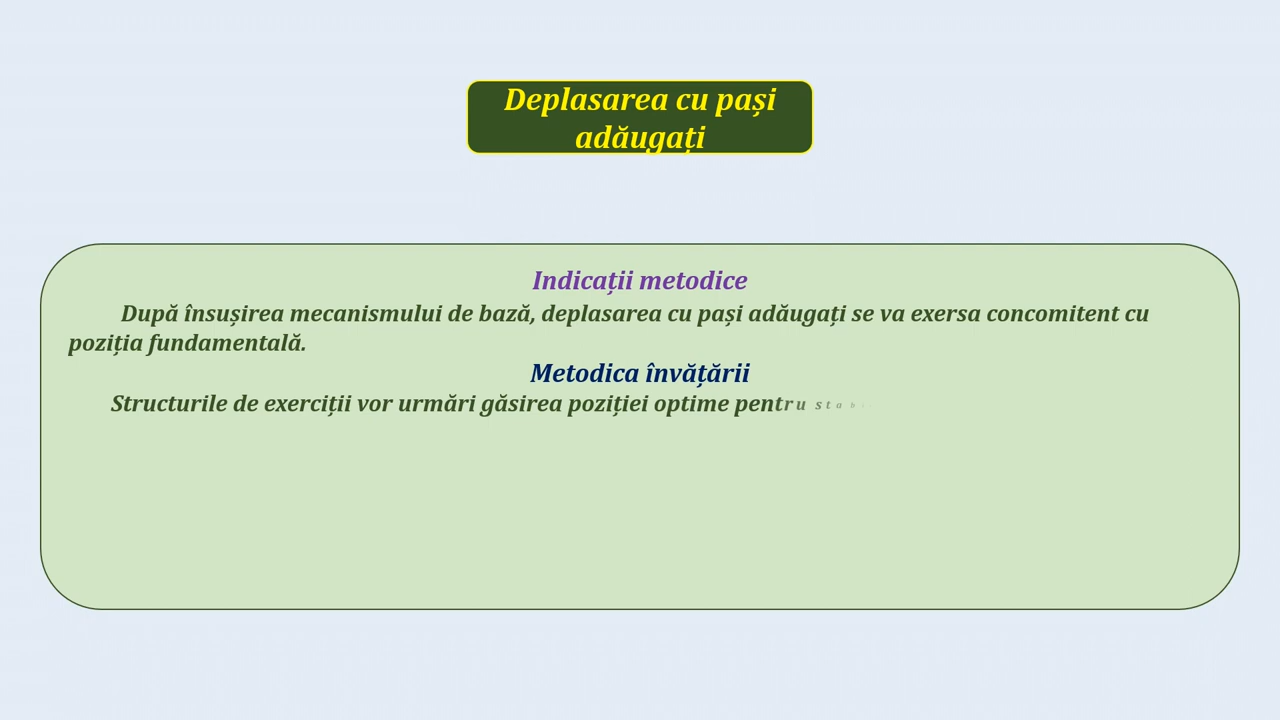 Deplasarea cu pași
adăugați
Indicații metodice
După însușirea mecanismului de bază, deplasarea cu pași adăugați se va exersa concomitent cu
poziția fundamentală.
Metodica învățării
Structurile de exerciții vor urmări găsirea poziției optime pentru